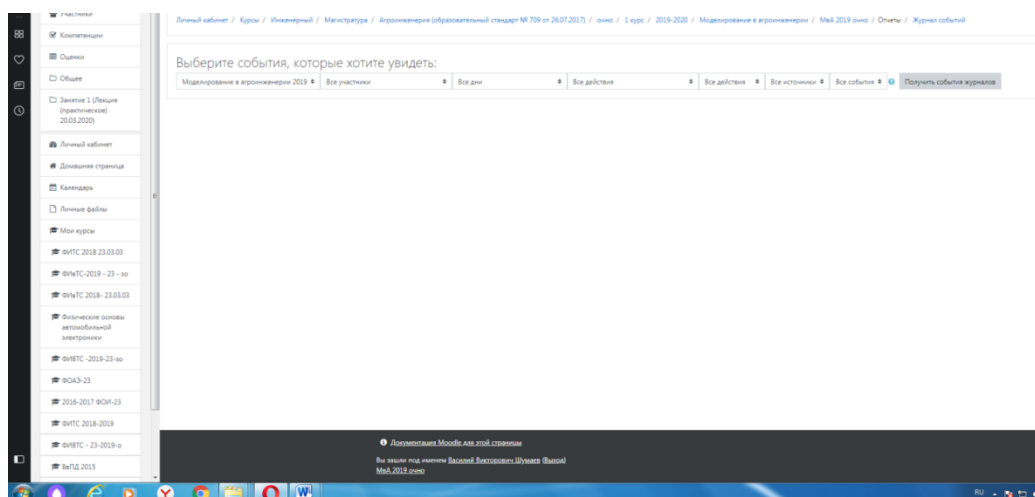 Участники
Личный кабинет / Курсы / Инженерный / Магистратура / Агроинженерия (образовательный стандарт № 709 от 26.07.2017) / очно / 1 курс / 2019-2020 / Моделирование в агроинженерии / МвА 2019 очно / Отчеты / Журнал событий
Компетенции
Оценки
Выберите события, которые хотите увидеть:
Общее
Моделирование в агроинженерии 2019 Все участники Все дни Все действия Все действия Все источники Все события Получить события журналов
Занятие 1 (Лекция
(практическое)
20.03.2020)
Личный кабинет
Домашняя страница
Календарь
Личные файлы
Мои курсы
ФИТС 2018 23.03.03
ФИвТС-2019 - 23 - зо
ФИвТС 2018- 23.03.03
Физические основы
автомобильной
электроники
ФИВТС -2019-23-зо
ФОАЭ-23
2016-2017 ФОИ-23
ФИТС 2018-2019
ФИВТС - 23-2019-о
ВвПД 2015
Документация Moodle для этой страницы
Вы зашли под именем Василий Викторович Шумаев (Выход)
МвА 2019 очно
RU